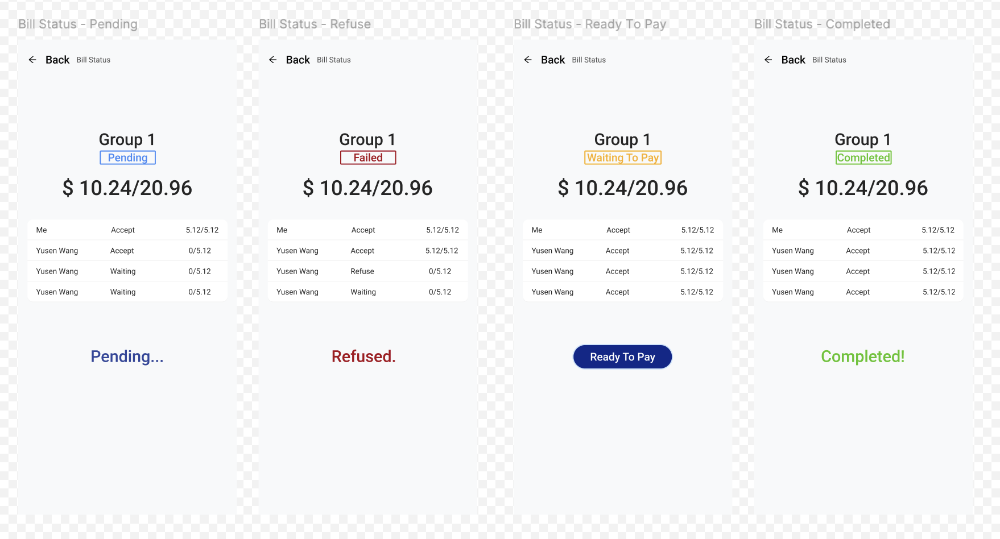 Bill Status - Pending
← Back Bill Status
Group 1
Pending
$ 10.24/20.96
Me Accept 5.12/5.12
Yusen Wang Accept 0/5.12
Yusen Wang Waiting 0/5.12
Yusen Wang Waiting 0/5.12
Pending...
Bill Status - Refuse
← Back Bill Status
Group 1
Failed
$ 10.24/20.96
Me Accept 5.12/5.12
Yusen Wang Accept 5.12/5.12
Yusen Wang Refuse 0/5.12
Yusen Wang Waiting 0/5.12
Refused.
Bill Status - Ready To Pay
← Back Bill Status
Group 1
Waiting To Pay
$ 10.24/20.96
Me Accept 5.12/5.12
Yusen Wang Accept 5.12/5.12
Yusen Wang Accept 5.12/5.12
Yusen Wang Accept 5.12/5.12
Ready To Pay
Bill Status - Completed
← Back Bill Status
Group 1
Completed
$ 10.24/20.96
Me Accept 5.12/5.12
Yusen Wang Accept 5.12/5.12
Yusen Wang Accept 5.12/5.12
Yusen Wang Accept 5.12/5.12
Completed!